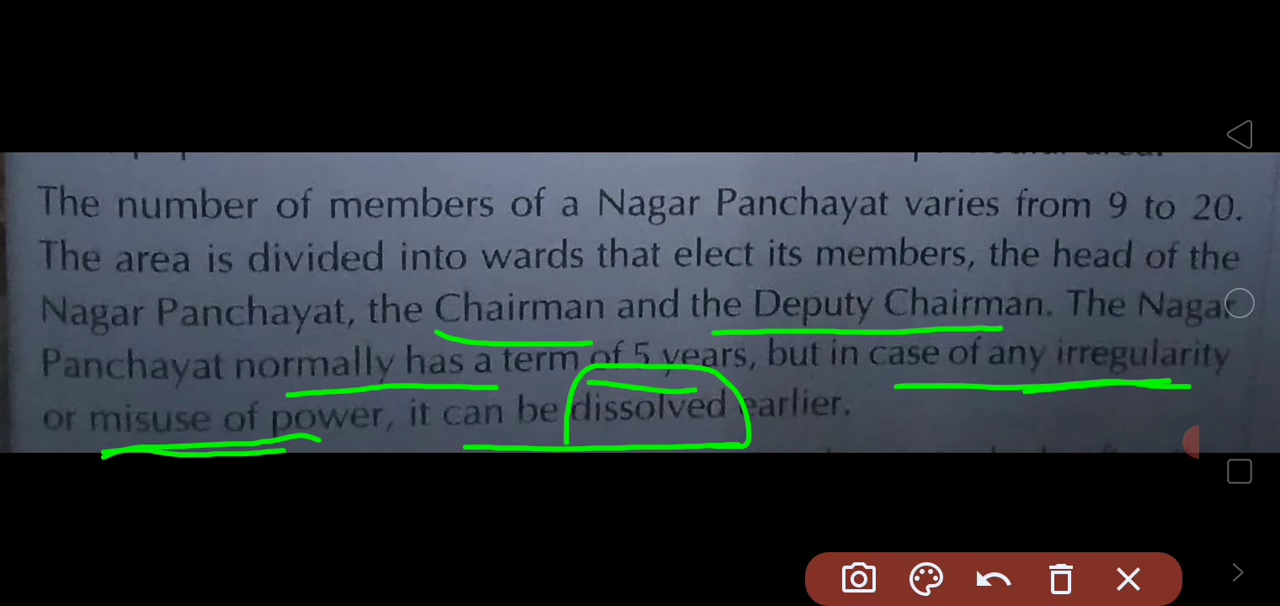 The number of members of a Nagar Panchayat varies from 9 to 20.
The area is divided into wards that elect its members, the head of the
Nagar Panchayat, the Chairman and the Deputy Chairman. The Nagar
Panchayat normally has a term of 5 years, but in case of any irregularity
or misuse of power, it can be dissolved earlier.